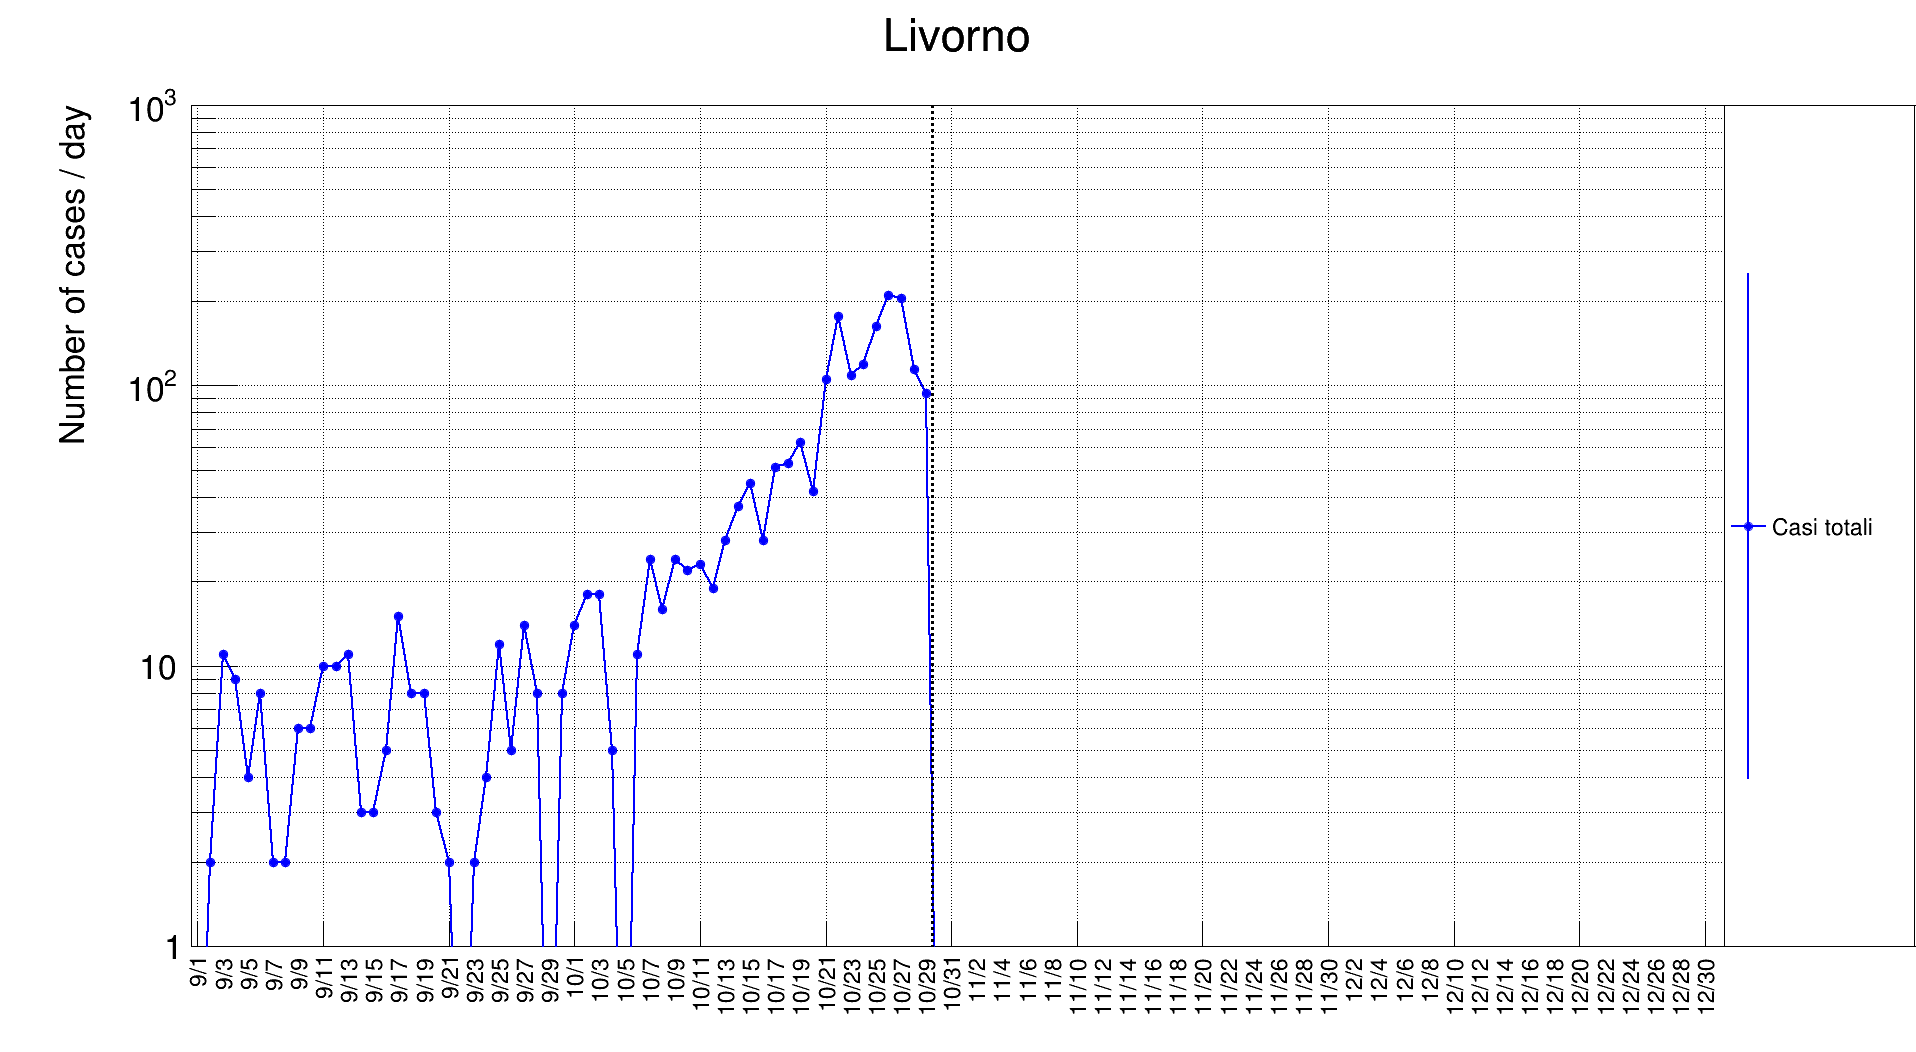 Livorno
Number of cases / day
10³
10²
10
1
9/1 9/3 9/5 9/7 9/9 9/11 9/13 9/15 9/17 9/19 9/21 9/23 9/25 9/27 9/29 10/1 10/3 10/5 10/7 10/9 10/11 10/13 10/15 10/17 10/19 10/21 10/23 10/25 10/27 10/29 10/31 11/2 11/4 11/6 11/8 11/10 11/12 11/14 11/16 11/18 11/20 11/22 11/24 11/26 11/28 11/30 12/2 12/4 12/6 12/8 12/10 12/12 12/14 12/16 12/18 12/20 12/22 12/24 12/26 12/28 12/30
Casi totali